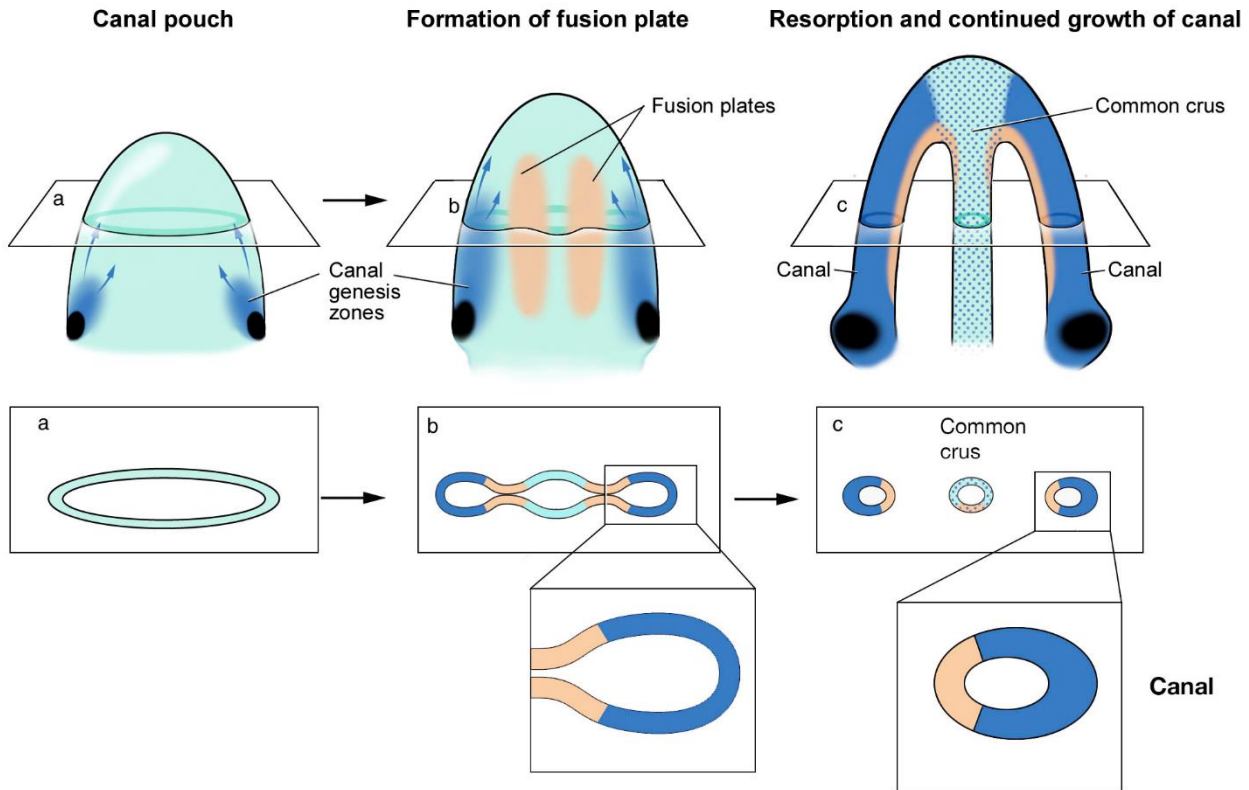 Canal pouch
Formation of fusion plate
Resorption and continued growth of canal
Fusion plates
Common crus
a
b
c
Canal
genesis
zones
Canal
Canal
a
b
c
Common
crus
Canal